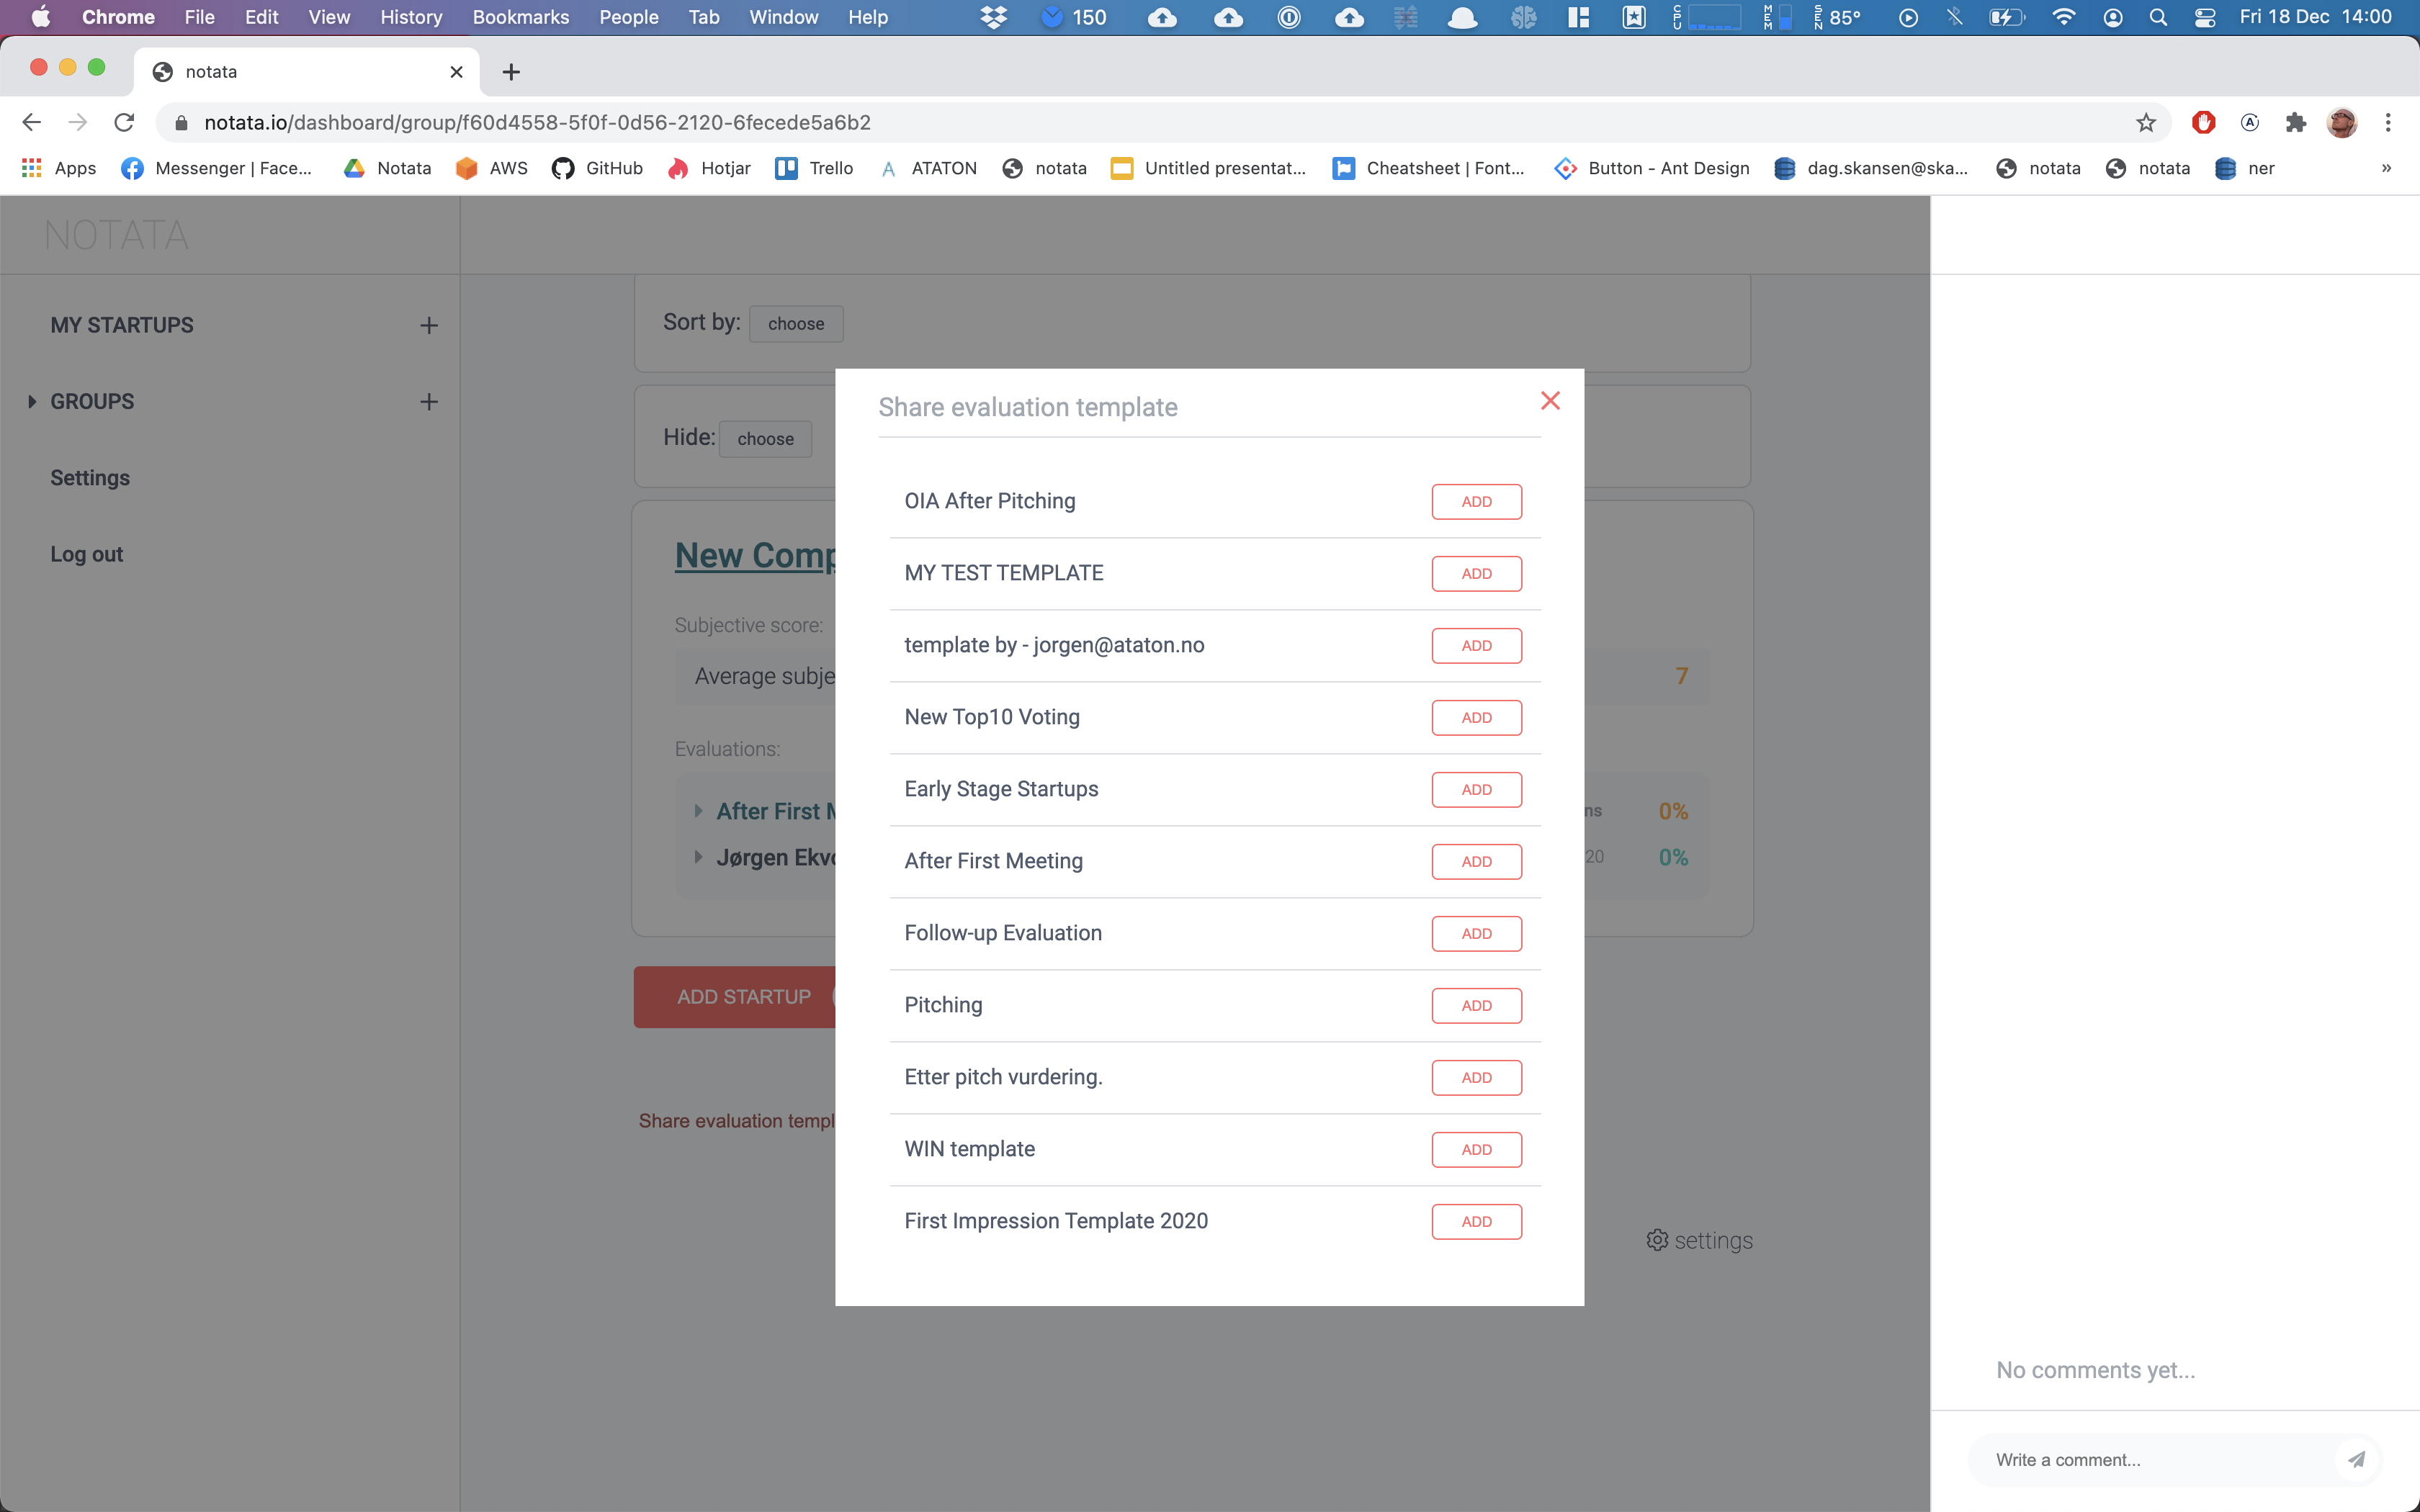 Chrome File Edit View History Bookmarks People Tab Window Help 150 CPU MEM SEN 85° Fri 18 Dec 14:00
notata
notata.io/dashboard/group/f60d4558-5f0f-0d56-2120-6fecede5a6b2
Apps Messenger | Face... Notata AWS GitHub Hotjar Trello ATATON notata Untitled presentat... Cheatsheet | Font... Button - Ant Design dag.skansen@ska... notata notata ner »
NOTATA
MY STARTUPS
GROUPS
Settings
Log out
Sort by: choose
Hide: choose
New Comp
Subjective score:
Average subje 7
Evaluations:
After First M ns 0%
Jørgen Ekvo 20 0%
ADD STARTUP
Share evaluation templ
settings
Share evaluation template
OIA After Pitching ADD
MY TEST TEMPLATE ADD
template by - jorgen@ataton.no ADD
New Top10 Voting ADD
Early Stage Startups ADD
After First Meeting ADD
Follow-up Evaluation ADD
Pitching ADD
Etter pitch vurdering. ADD
WIN template ADD
First Impression Template 2020 ADD
No comments yet...
Write a comment...